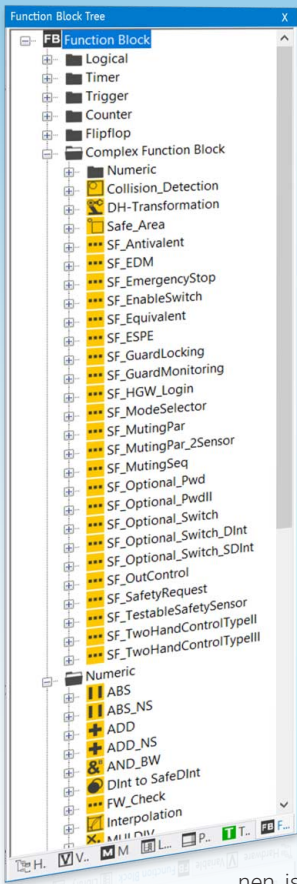 Function Block Tree X
FB Function Block
Logical
Timer
Trigger
Counter
Flipflop
Complex Function Block
Numeric
Collision_Detection
DH-Transformation
Safe_Area
SF_Antivalent
SF_EDM
SF_EmergencyStop
SF_EnableSwitch
SF_Equivalent
SF_ESPE
SF_GuardLocking
SF_GuardMonitoring
SF_HGW_Login
SF_ModeSelector
SF_MutingPar
SF_MutingPar_2Sensor
SF_MutingSeq
SF_Optional_Pwd
SF_Optional_PwdII
SF_Optional_Switch
SF_Optional_Switch_DInt
SF_Optional_Switch_SDInt
SF_OutControl
SF_SafetyRequest
SF_TestableSafetySensor
SF_TwoHandControlTypeII
SF_TwoHandControlTypeIII
Numeric
ABS
ABS_NS
ADD
ADD_NS
& AND_BW
DInt to SafeDInt
FW_Check
Interpolation
MULDIV
H.. V V.. M M L.. P.. T T.. FB F...